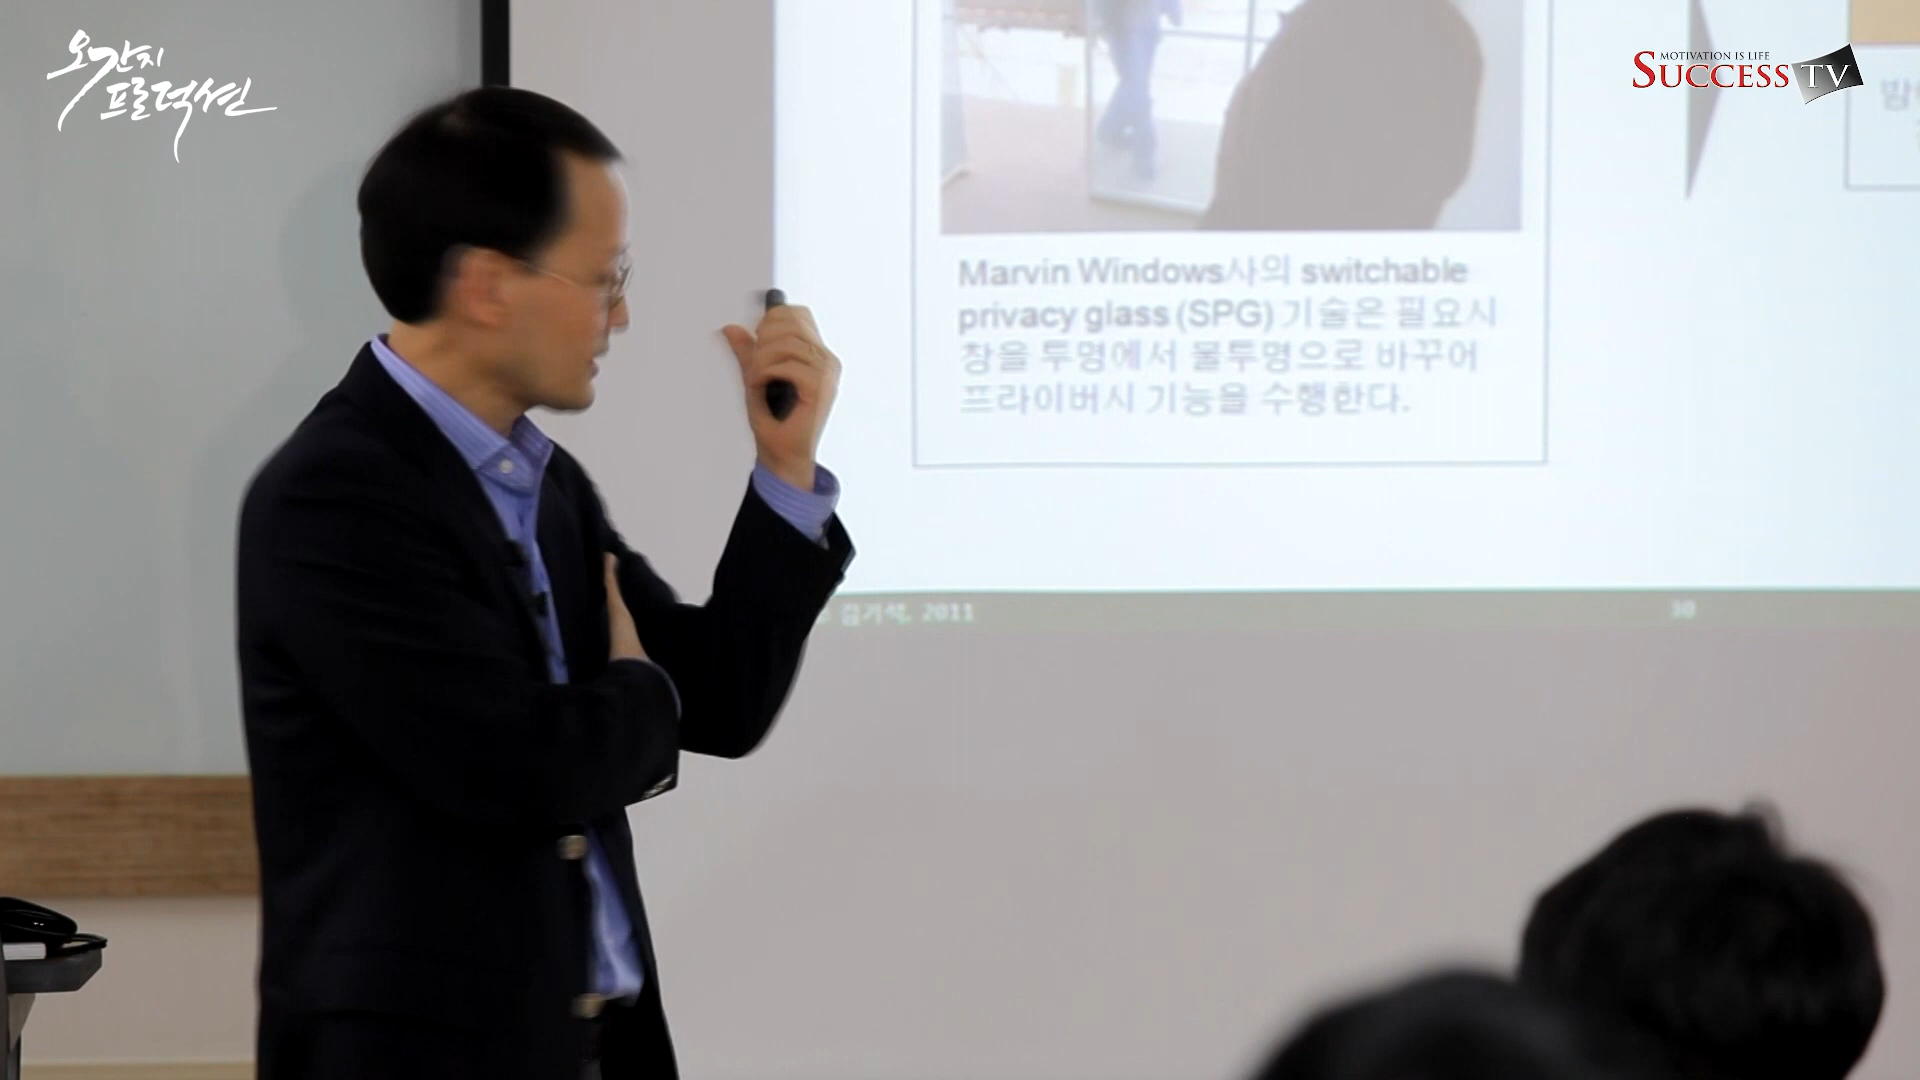 오간지
프로덕션
MOTIVATION IS LIFE
SUCCESS TV
Marvin Windows사의 switchable
privacy glass (SPG) 기술은 필요시
창을 투명에서 불투명으로 바꾸어
프라이버시 기능을 수행한다.
2011
30